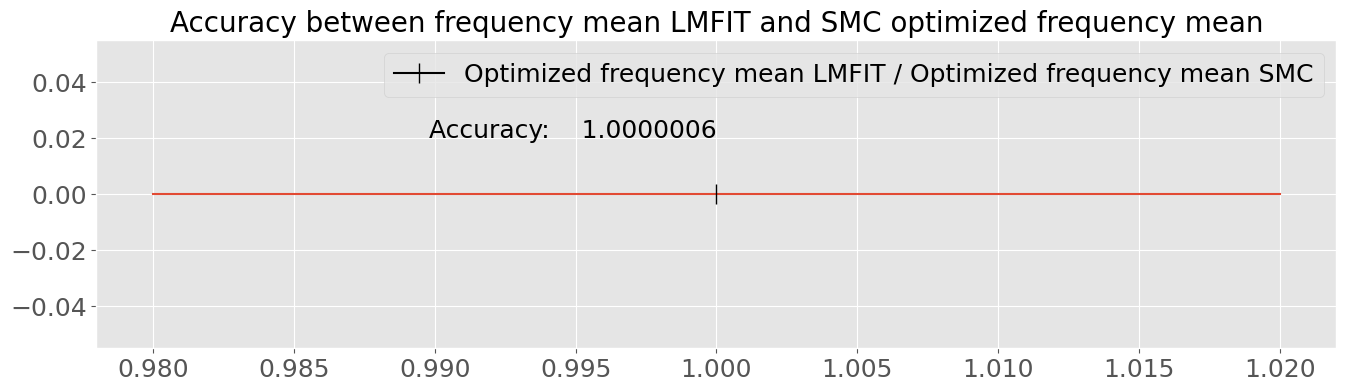 Accuracy between frequency mean LMFIT and SMC optimized frequency mean
Optimized frequency mean LMFIT / Optimized frequency mean SMC
0.04
Accuracy: 1.0000006
0.02
0.00
−0.02
−0.04
0.980 0.985 0.990 0.995 1.000 1.005 1.010 1.015 1.020